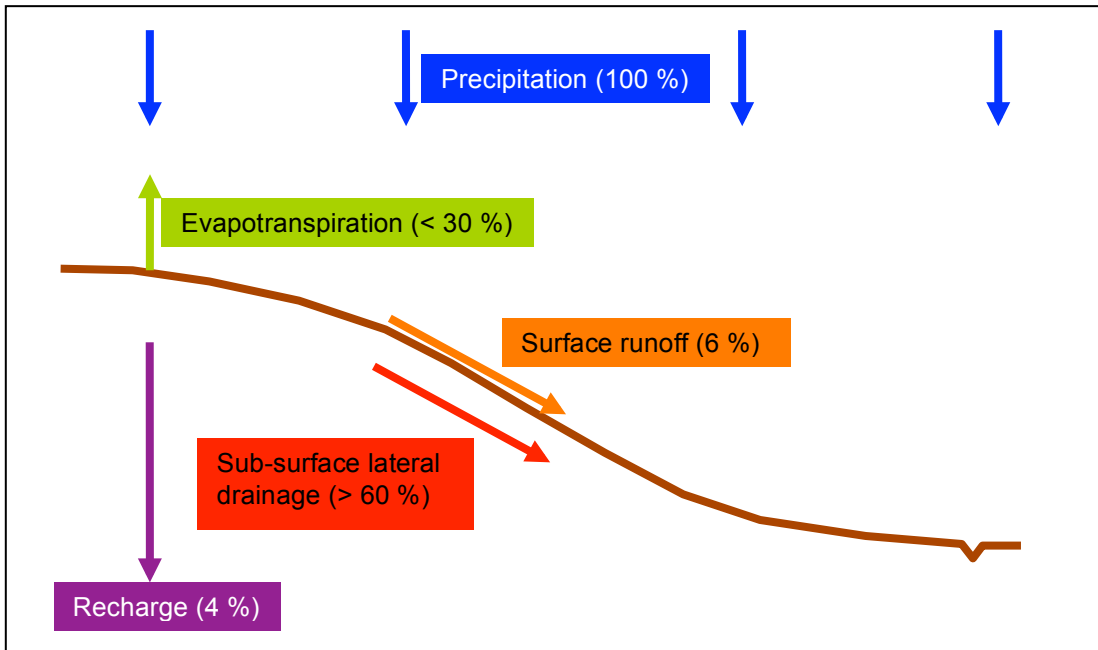 Precipitation (100 %)
Evapotranspiration (< 30 %)
Surface runoff (6 %)
Sub-surface lateral
drainage (> 60 %)
Recharge (4 %)